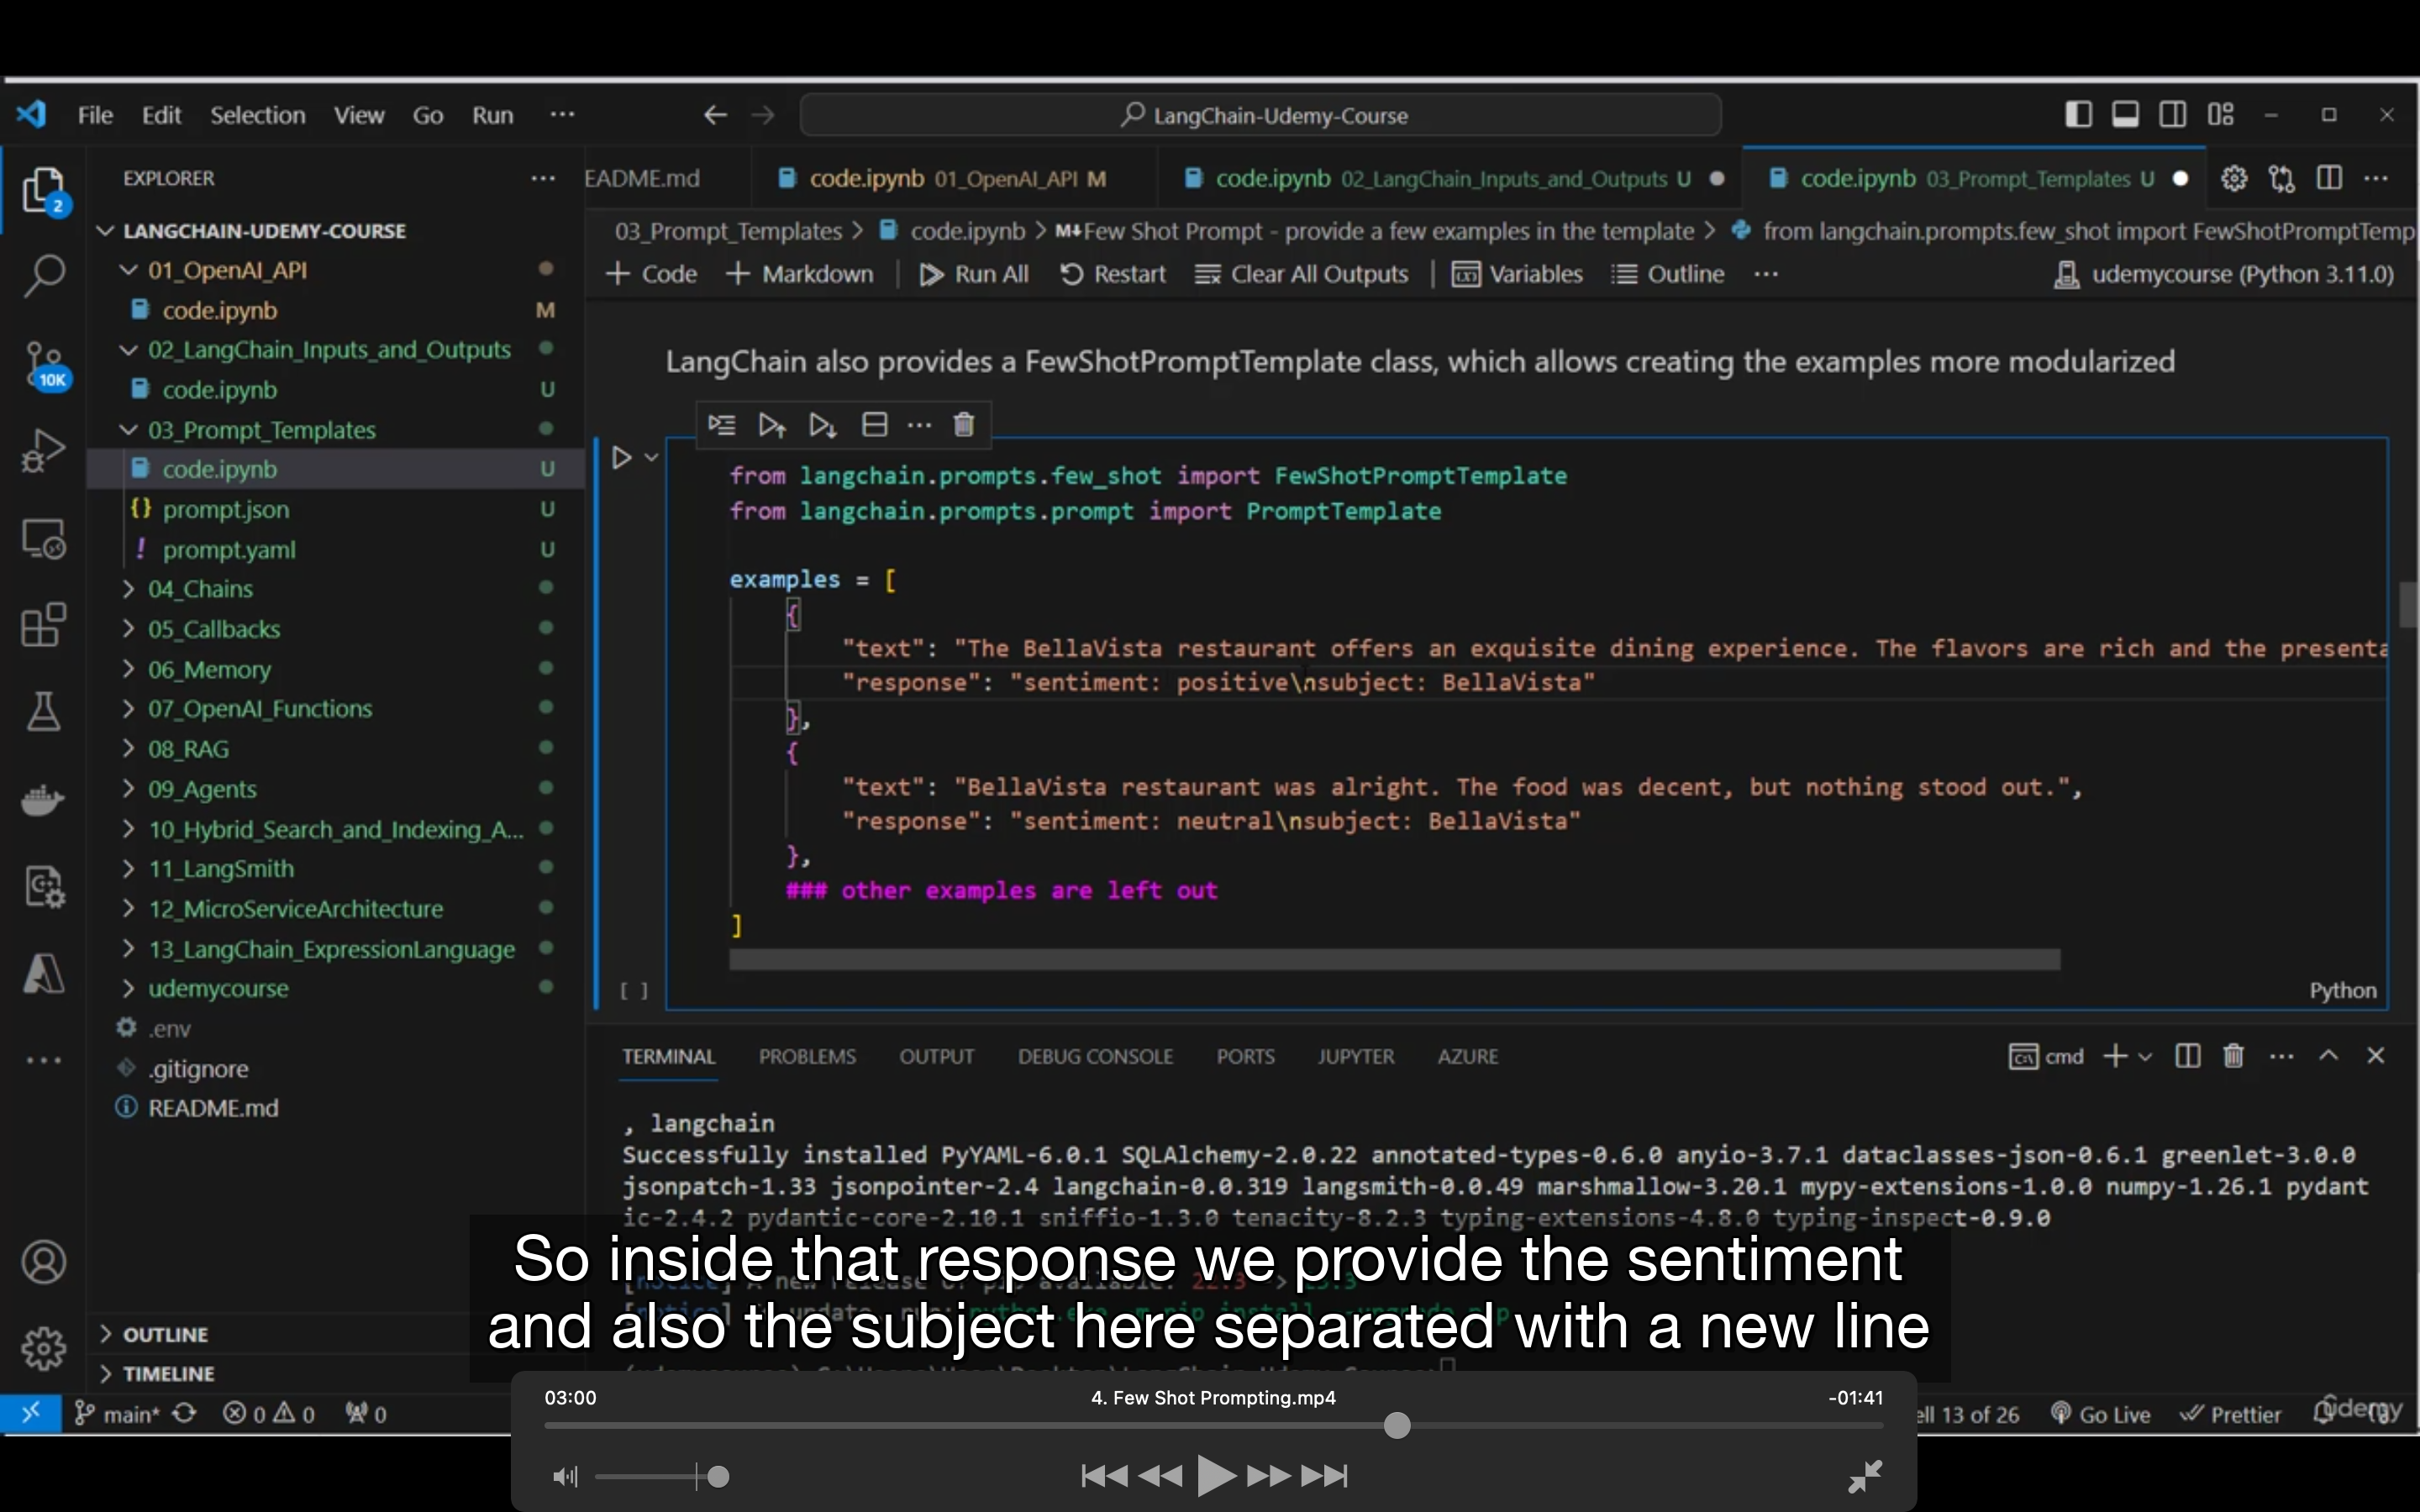 File Edit Selection View Go Run ···
LangChain-Udemy-Course
EXPLORER
2
LANGCHAIN-UDEMY-COURSE
01_OpenAI_API
code.ipynb M
02_LangChain_Inputs_and_Outputs
10K
code.ipynb U
03_Prompt_Templates
code.ipynb U
{} prompt.json U
! prompt.yaml U
04_Chains
05_Callbacks
06_Memory
07_OpenAI_Functions
08_RAG
09_Agents
10_Hybrid_Search_and_Indexing_A...
11_LangSmith
12_MicroServiceArchitecture
13_LangChain_ExpressionLanguage
udemycourse
.env
.gitignore
README.md
OUTLINE
TIMELINE
EADME.md code.ipynb 01_OpenAI_API M code.ipynb 02_LangChain_Inputs_and_Outputs U code.ipynb 03_Prompt_Templates U
03_Prompt_Templates > code.ipynb > M↓Few Shot Prompt - provide a few examples in the template > from langchain.prompts.few_shot import FewShotPromptTemp
+ Code + Markdown | Run All Restart Clear All Outputs | Variables Outline ··· udemycourse (Python 3.11.0)
LangChain also provides a FewShotPromptTemplate class, which allows creating the examples more modularized
from langchain.prompts.few_shot import FewShotPromptTemplate
from langchain.prompts.prompt import PromptTemplate
examples = [
{
"text": "The BellaVista restaurant offers an exquisite dining experience. The flavors are rich and the presenta
"response": "sentiment: positive\nsubject: BellaVista"
},
{
"text": "BellaVista restaurant was alright. The food was decent, but nothing stood out.",
"response": "sentiment: neutral\nsubject: BellaVista"
},
### other examples are left out
]
[ ]
Python
TERMINAL PROBLEMS OUTPUT DEBUG CONSOLE PORTS JUPYTER AZURE cmd
, langchain
Successfully installed PyYAML-6.0.1 SQLAlchemy-2.0.22 annotated-types-0.6.0 anyio-3.7.1 dataclasses-json-0.6.1 greenlet-3.0.0
jsonpatch-1.33 jsonpointer-2.4 langchain-0.0.319 langsmith-0.0.49 marshmallow-3.20.1 mypy-extensions-1.0.0 numpy-1.26.1 pydant
ic-2.4.2 pydantic-core-2.10.1 sniffio-1.3.0 tenacity-8.2.3 typing-extensions-4.8.0 typing-inspect-0.9.0
So inside that response we provide the sentiment
and also the subject here separated with a new line
03:00 4. Few Shot Prompting.mp4 -01:41
main* 0 0 0
ell 13 of 26 Go Live Prettier
Udemy